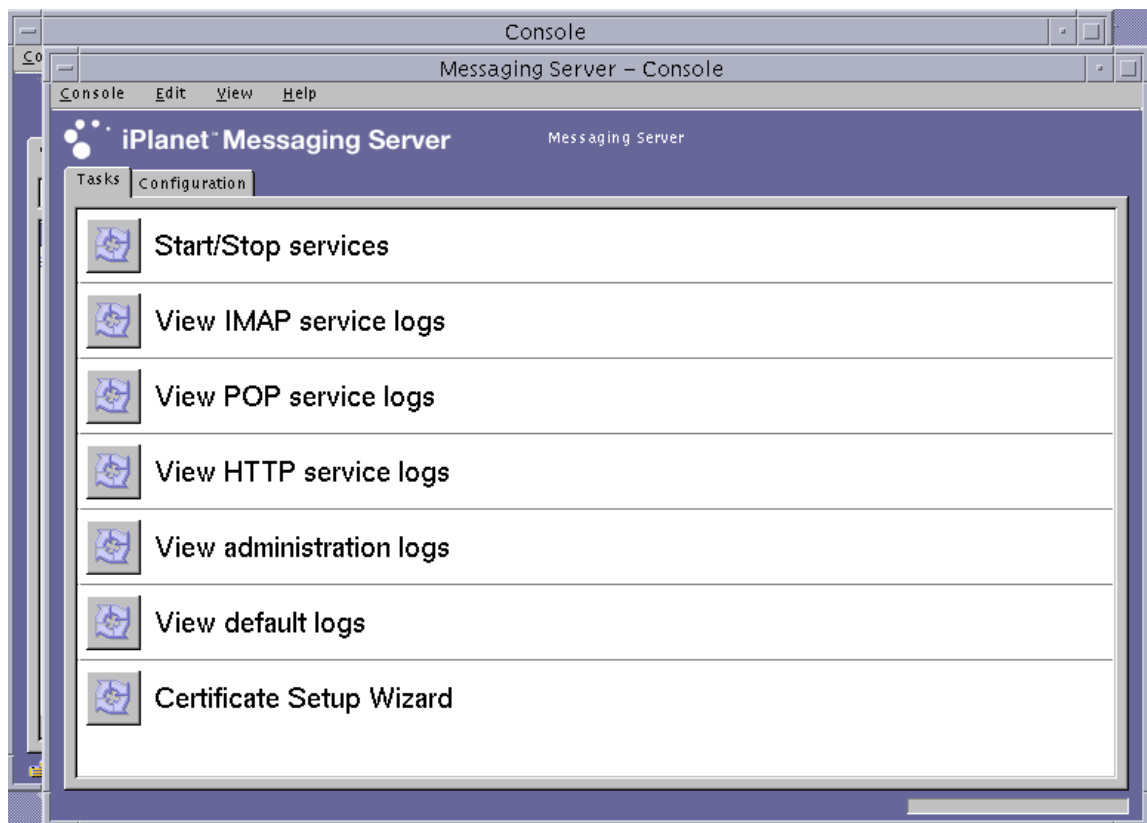 Console
Co
Messaging Server – Console
Console Edit View Help
iPlanet™ Messaging Server
Messaging Server
Tasks
Configuration
Start/Stop services
View IMAP service logs
View POP service logs
View HTTP service logs
View administration logs
View default logs
Certificate Setup Wizard